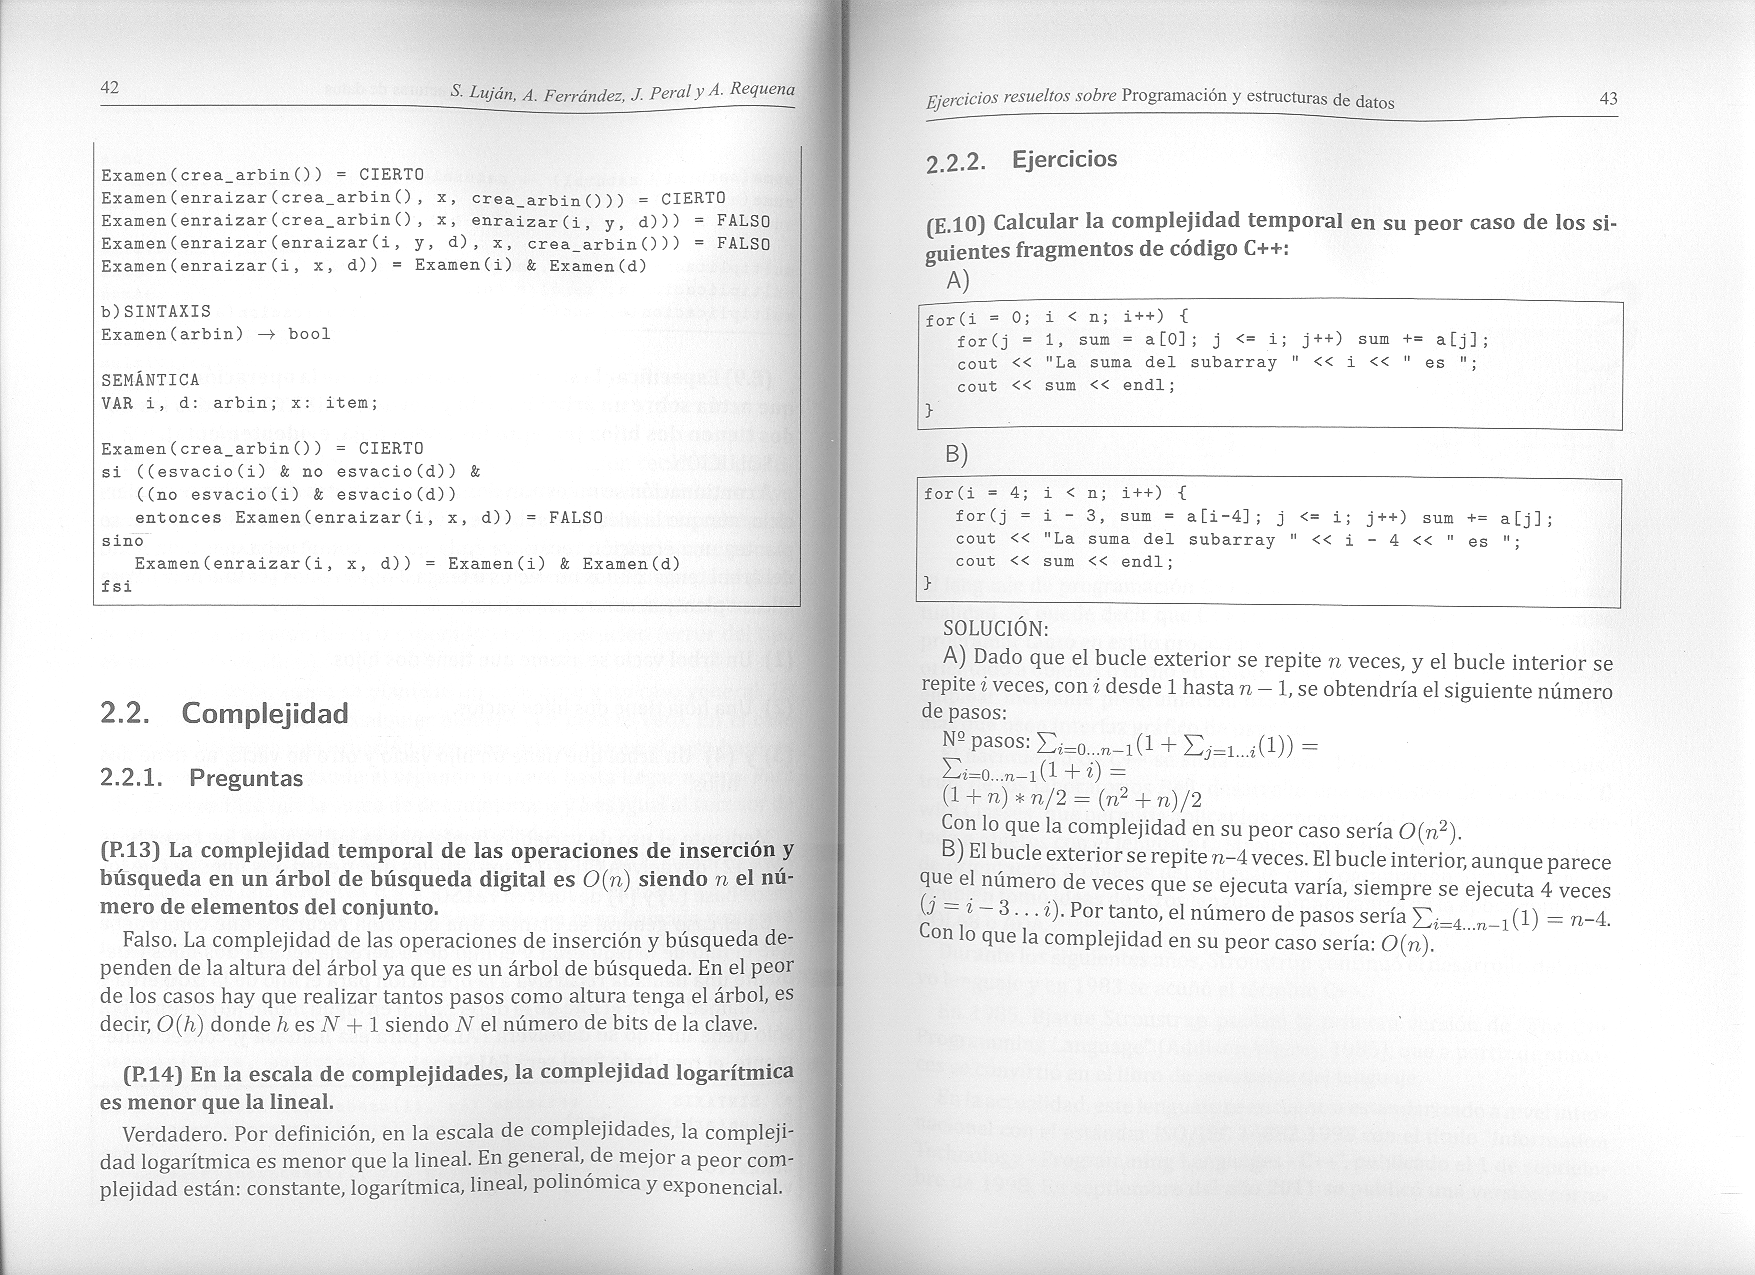 42
S. Luján, A. Ferrández, J. Peral y A. Requena
Examen(crea_arbin()) = CIERTO
Examen(enraizar(crea_arbin(), x, crea_arbin())) = CIERTO
Examen(enraizar(crea_arbin(), x, enraizar(i, y, d))) = FALSO
Examen(enraizar(enraizar(i, y, d), x, crea_arbin())) = FALSO
Examen(enraizar(i, x, d)) = Examen(i) & Examen(d)
b)SINTAXIS
Examen(arbin) → bool
SEMÁNTICA
VAR i, d: arbin; x: item;
Examen(crea_arbin()) = CIERTO
si ((esvacio(i) & no esvacio(d)) &
((no esvacio(i) & esvacio(d))
entonces Examen(enraizar(i, x, d)) = FALSO
sino
Examen(enraizar(i, x, d)) = Examen(i) & Examen(d)
fsi
2.2. Complejidad
2.2.1. Preguntas
(P.13) La complejidad temporal de las operaciones de inserción y
búsqueda en un árbol de búsqueda digital es O(n) siendo n el nú-
mero de elementos del conjunto.
Falso. La complejidad de las operaciones de inserción y búsqueda de-
penden de la altura del árbol ya que es un árbol de búsqueda. En el peor
de los casos hay que realizar tantos pasos como altura tenga el árbol, es
decir, O(h) donde h es N + 1 siendo N el número de bits de la clave.
(P.14) En la escala de complejidades, la complejidad logarítmica
es menor que la lineal.
Verdadero. Por definición, en la escala de complejidades, la compleji-
dad logarítmica es menor que la lineal. En general, de mejor a peor com-
plejidad están: constante, logarítmica, lineal, polinómica y exponencial.
Ejercicios resueltos sobre Programación y estructuras de datos
43
2.2.2. Ejercicios
(E.10) Calcular la complejidad temporal en su peor caso de los si-
guientes fragmentos de código C++:
A)
for(i = 0; i < n; i++) {
for(j = 1, sum = a[0]; j <= i; j++) sum += a[j];
cout << "La suma del subarray " << i << " es ";
cout << sum << endl;
}
B)
for(i = 4; i < n; i++) {
for(j = i - 3, sum = a[i-4]; j <= i; j++) sum += a[j];
cout << "La suma del subarray " << i - 4 << " es ";
cout << sum << endl;
}
SOLUCIÓN:
A) Dado que el bucle exterior se repite n veces, y el bucle interior se
repite i veces, con i desde 1 hasta n − 1, se obtendría el siguiente número
de pasos:
Nº pasos: ∑i=0...n−1(1 + ∑j=1...i(1)) =
∑i=0...n−1(1 + i) =
(1 + n) ∗ n/2 = (n² + n)/2
Con lo que la complejidad en su peor caso sería O(n²).
B) El bucle exterior se repite n–4 veces. El bucle interior, aunque parece
que el número de veces que se ejecuta varía, siempre se ejecuta 4 veces
(j = i − 3 . . . i). Por tanto, el número de pasos sería ∑i=4...n−1(1) = n–4.
Con lo que la complejidad en su peor caso sería: O(n).